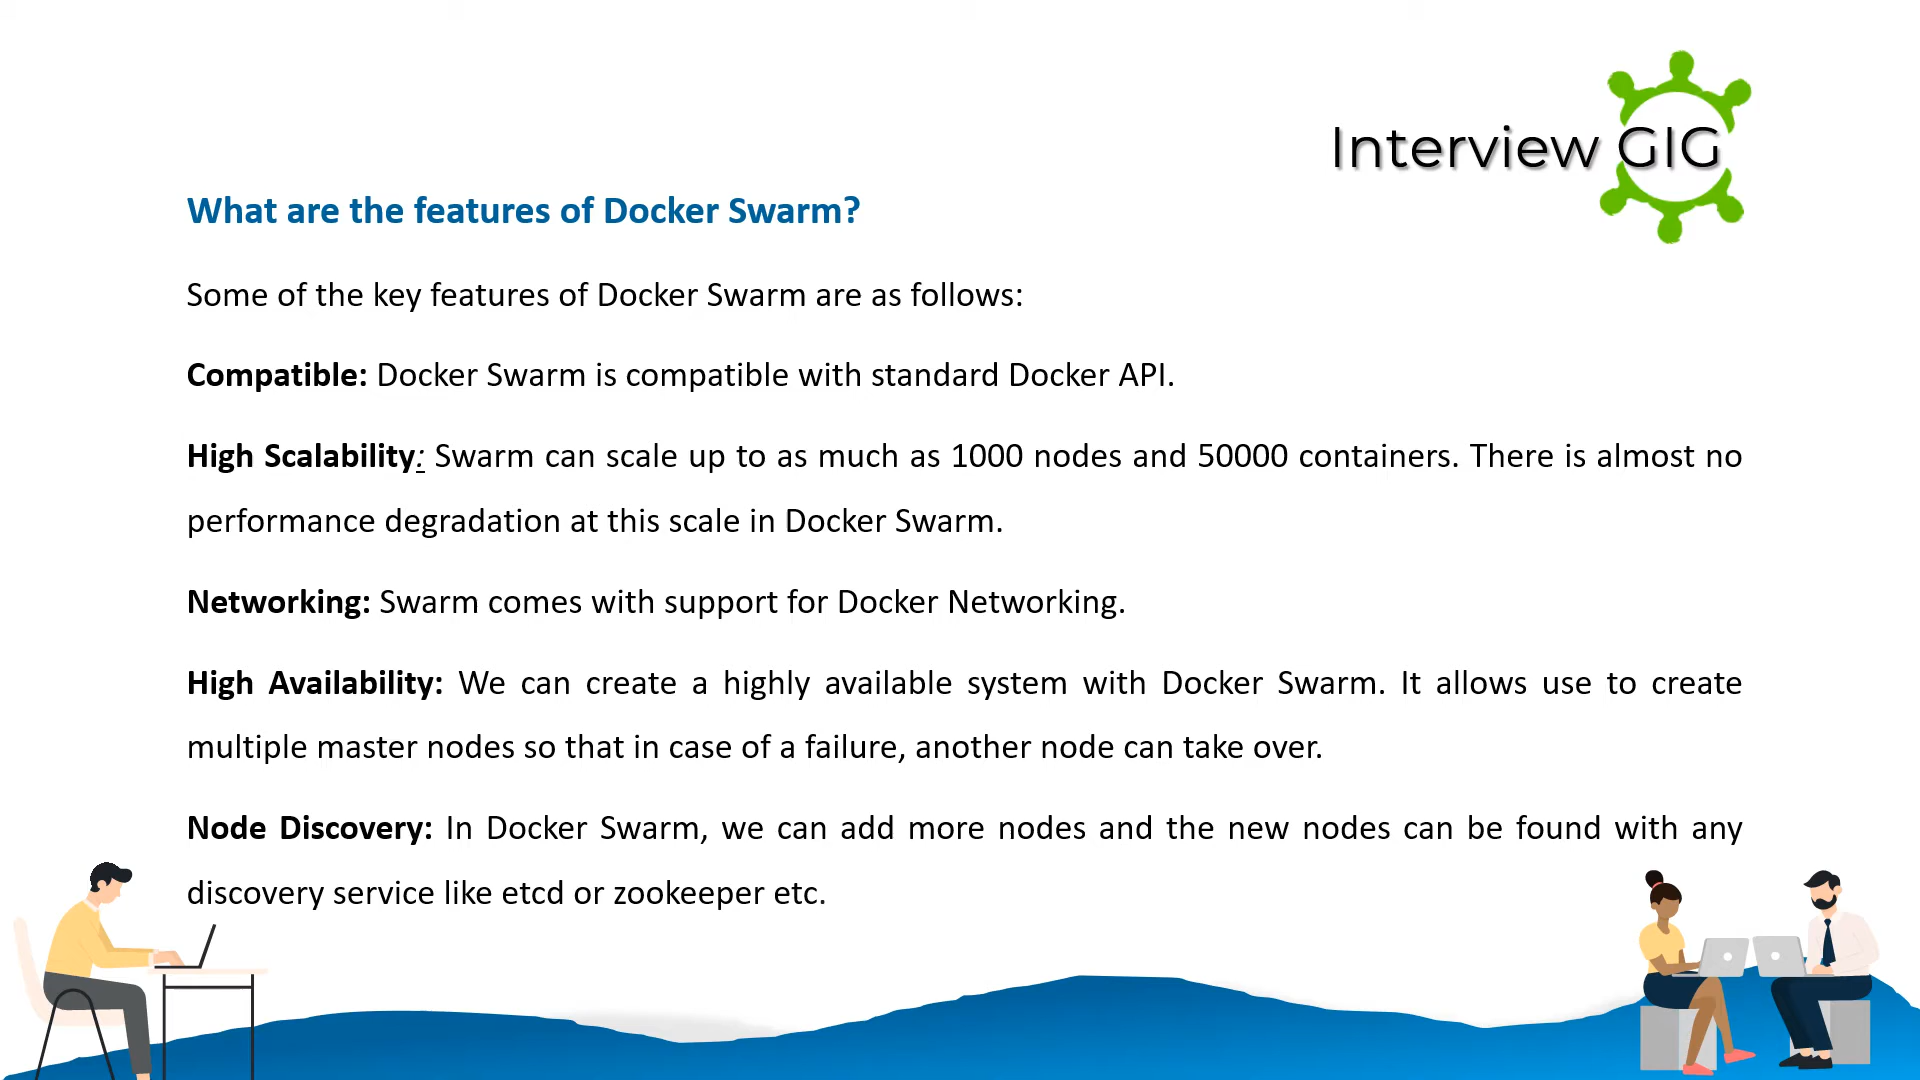 Interview GIG
What are the features of Docker Swarm?
Some of the key features of Docker Swarm are as follows:
Compatible: Docker Swarm is compatible with standard Docker API.
High Scalability: Swarm can scale up to as much as 1000 nodes and 50000 containers. There is almost no
performance degradation at this scale in Docker Swarm.
Networking: Swarm comes with support for Docker Networking.
High Availability: We can create a highly available system with Docker Swarm. It allows use to create
multiple master nodes so that in case of a failure, another node can take over.
Node Discovery: In Docker Swarm, we can add more nodes and the new nodes can be found with any
discovery service like etcd or zookeeper etc.